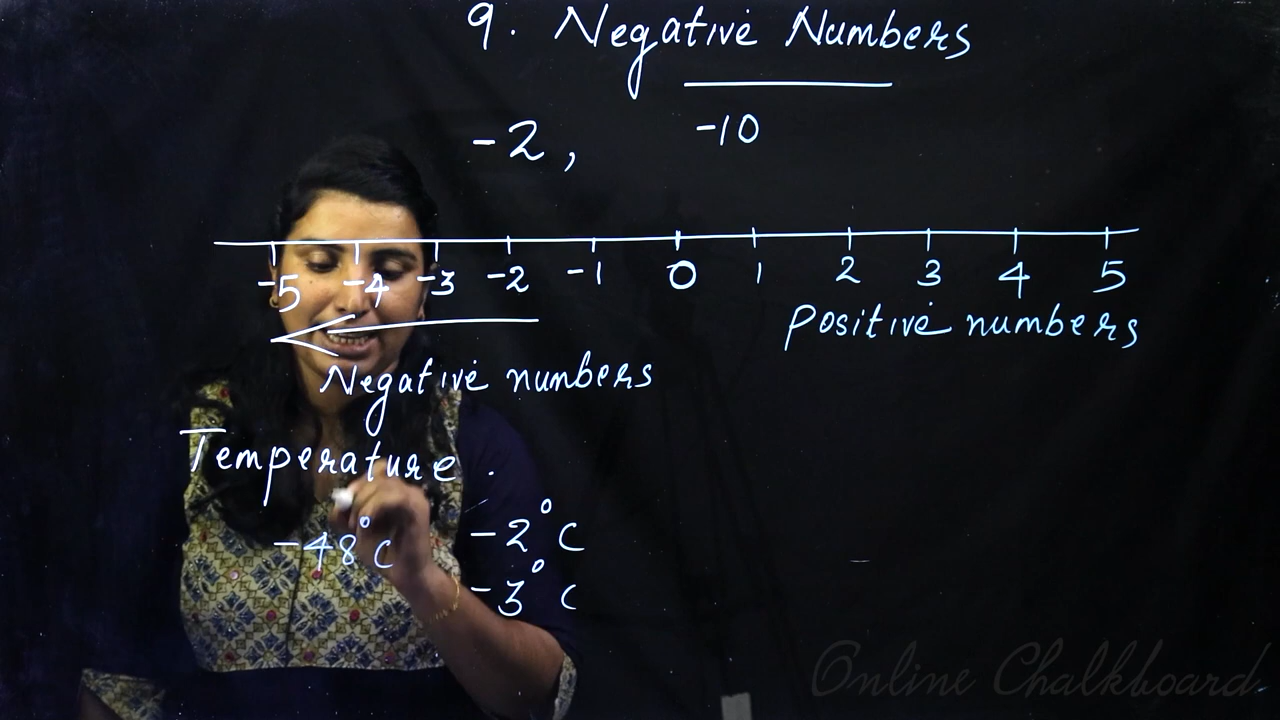 9. Negative Numbers
-2, -10
-5 -4 -3 -2 -1 0 1 2 3 4 5
Positive numbers
Negative numbers
Temperature.
-48°C -2°C
-3°C
Online Chalkboard